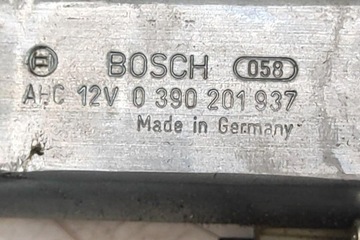 BOSCH 058
AHC 12V 0 390 201 937
Made in Germany